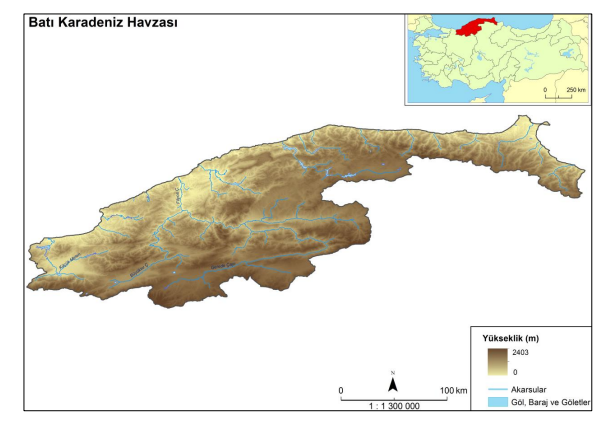 Batı Karadeniz Havzası
0 250 km
Yükseklik (m)
2403
0
Akarsular
Göl, Baraj ve Göletler
N
0 100 km
1 : 1 300 000